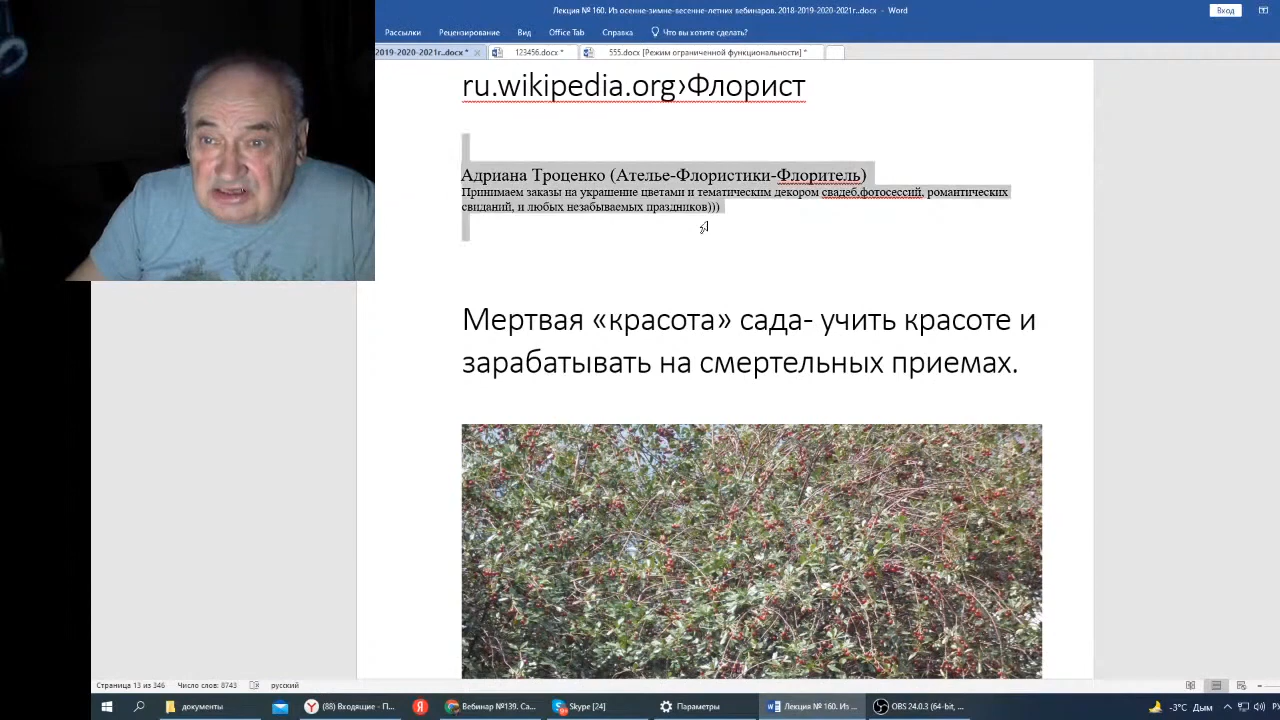 Лекция № 160. Из осенне-зимне-весенне-летних вебинаров. 2018-2019-2020-2021г..docx - Word
Вход
Рассылки Рецензирование Вид Office Tab Справка Что вы хотите сделать?
2019-2020-2021г..docx * 123456.docx * 555.docx [Режим ограниченной функциональности] *
ru.wikipedia.org›Флорист
Адриана Троценко (Ателье-Флористики-Флоритель)
Принимаем заказы на украшение цветами и тематическим декором свадеб,фотосессий, романтических
свиданий, и любых незабываемых праздников)))
Мертвая «красота» сада- учить красоте и
зарабатывать на смертельных приемах.
Страница 13 из 346 Число слов: 8743 русский
документы (88) Входящие - П... Вебинар №139. Са... Skype [24] Параметры Лекция № 160. Из ... OBS 24.0.3 (64-bit, ... -3°C Дым